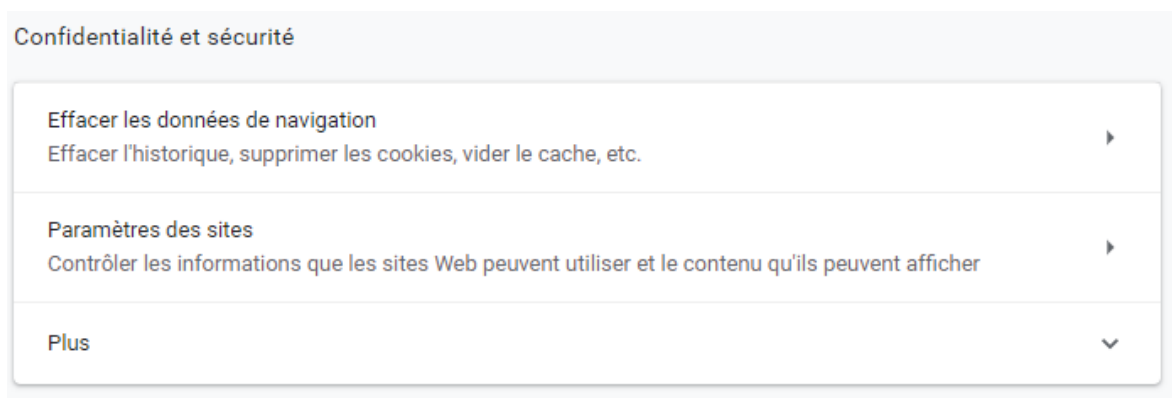 Confidentialité et sécurité
Effacer les données de navigation
Effacer l'historique, supprimer les cookies, vider le cache, etc.
Paramètres des sites
Contrôler les informations que les sites Web peuvent utiliser et le contenu qu'ils peuvent afficher
Plus